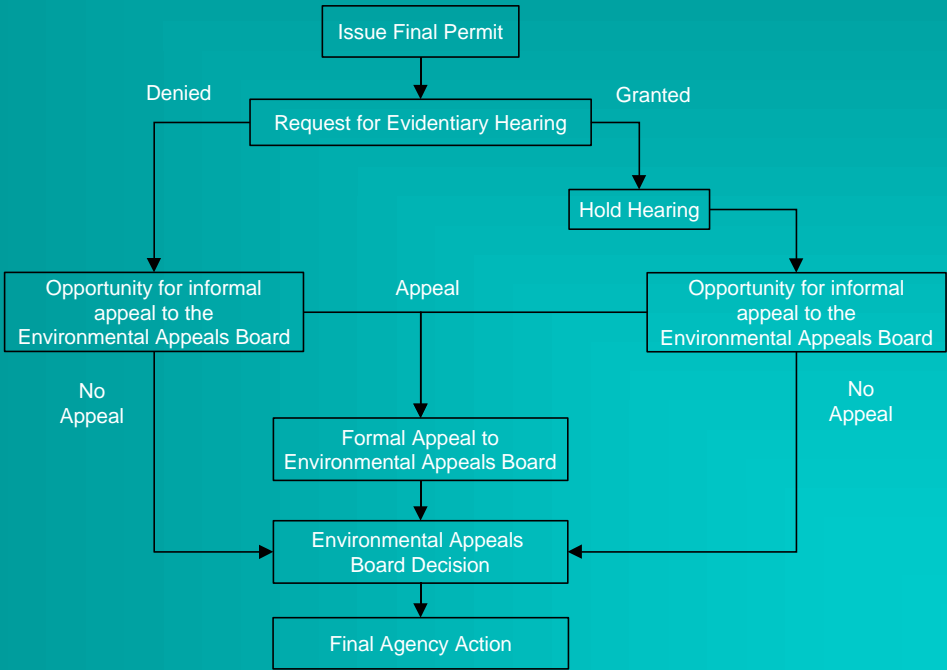 Issue Final Permit
Denied
Granted
Request for Evidentiary Hearing
Hold Hearing
Opportunity for informal
appeal to the
Environmental Appeals Board
Appeal
Opportunity for informal
appeal to the
Environmental Appeals Board
No
Appeal
No
Appeal
Formal Appeal to
Environmental Appeals Board
Environmental Appeals
Board Decision
Final Agency Action